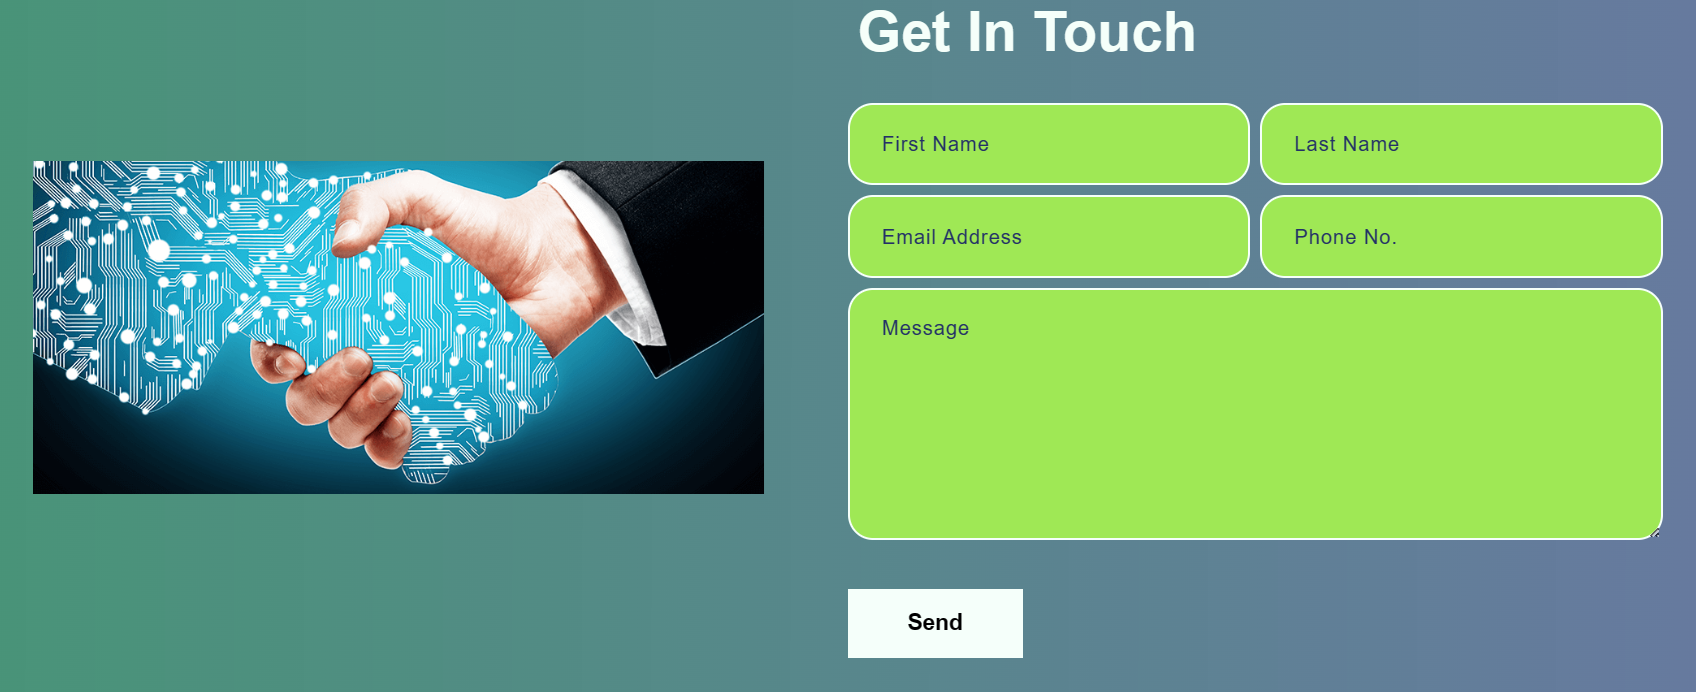 Get In Touch
First Name
Last Name
Email Address
Phone No.
Message
Send